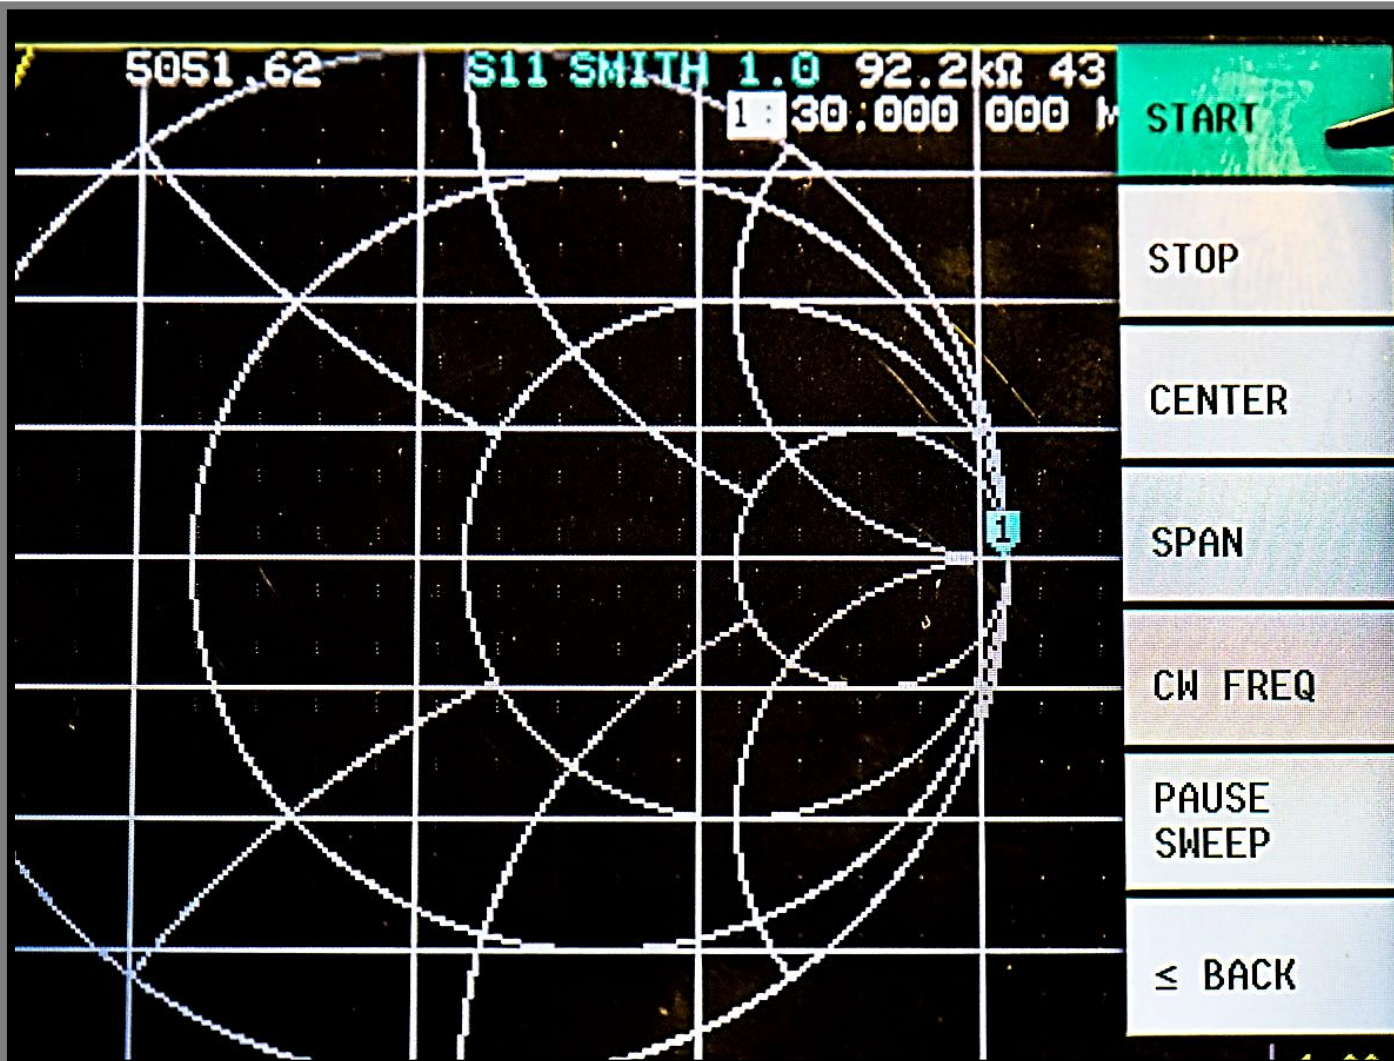 5051.62 S11 SMITH 1.0 92.2kΩ 43
1: 30.000 000 M
1
START
STOP
CENTER
SPAN
CW FREQ
PAUSE
SWEEP
≤ BACK